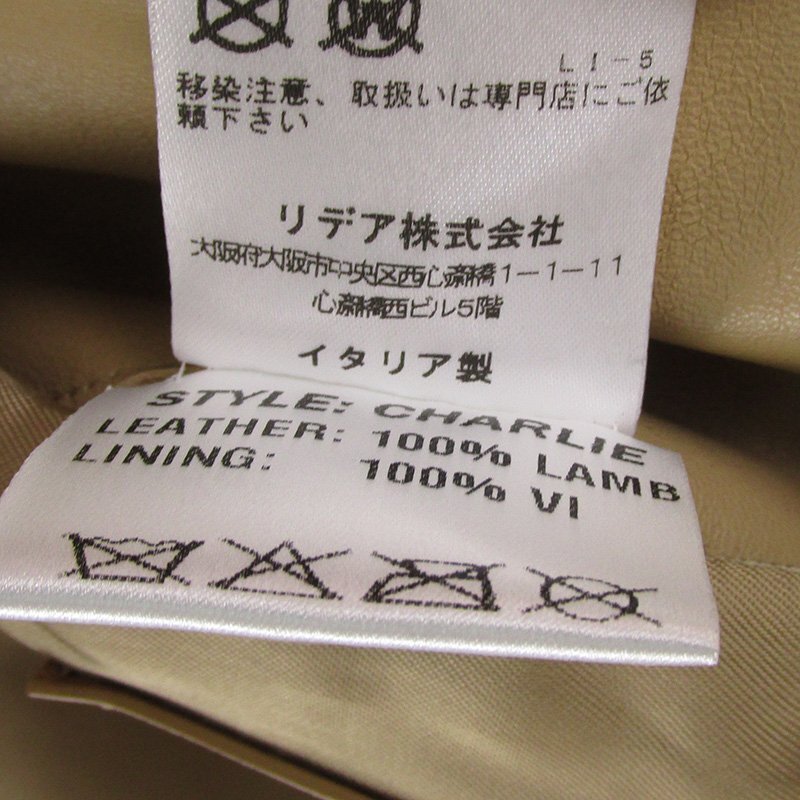 LI-5
移染注意、取扱いは専門店にご依
頼下さい
リデア株式会社
大阪府大阪市中央区西心斎橋1-1-11
心斎橋西ビル5階
イタリア製
STYLE: CHARLIE
LEATHER: 100% LAMB
LINING: 100% VI